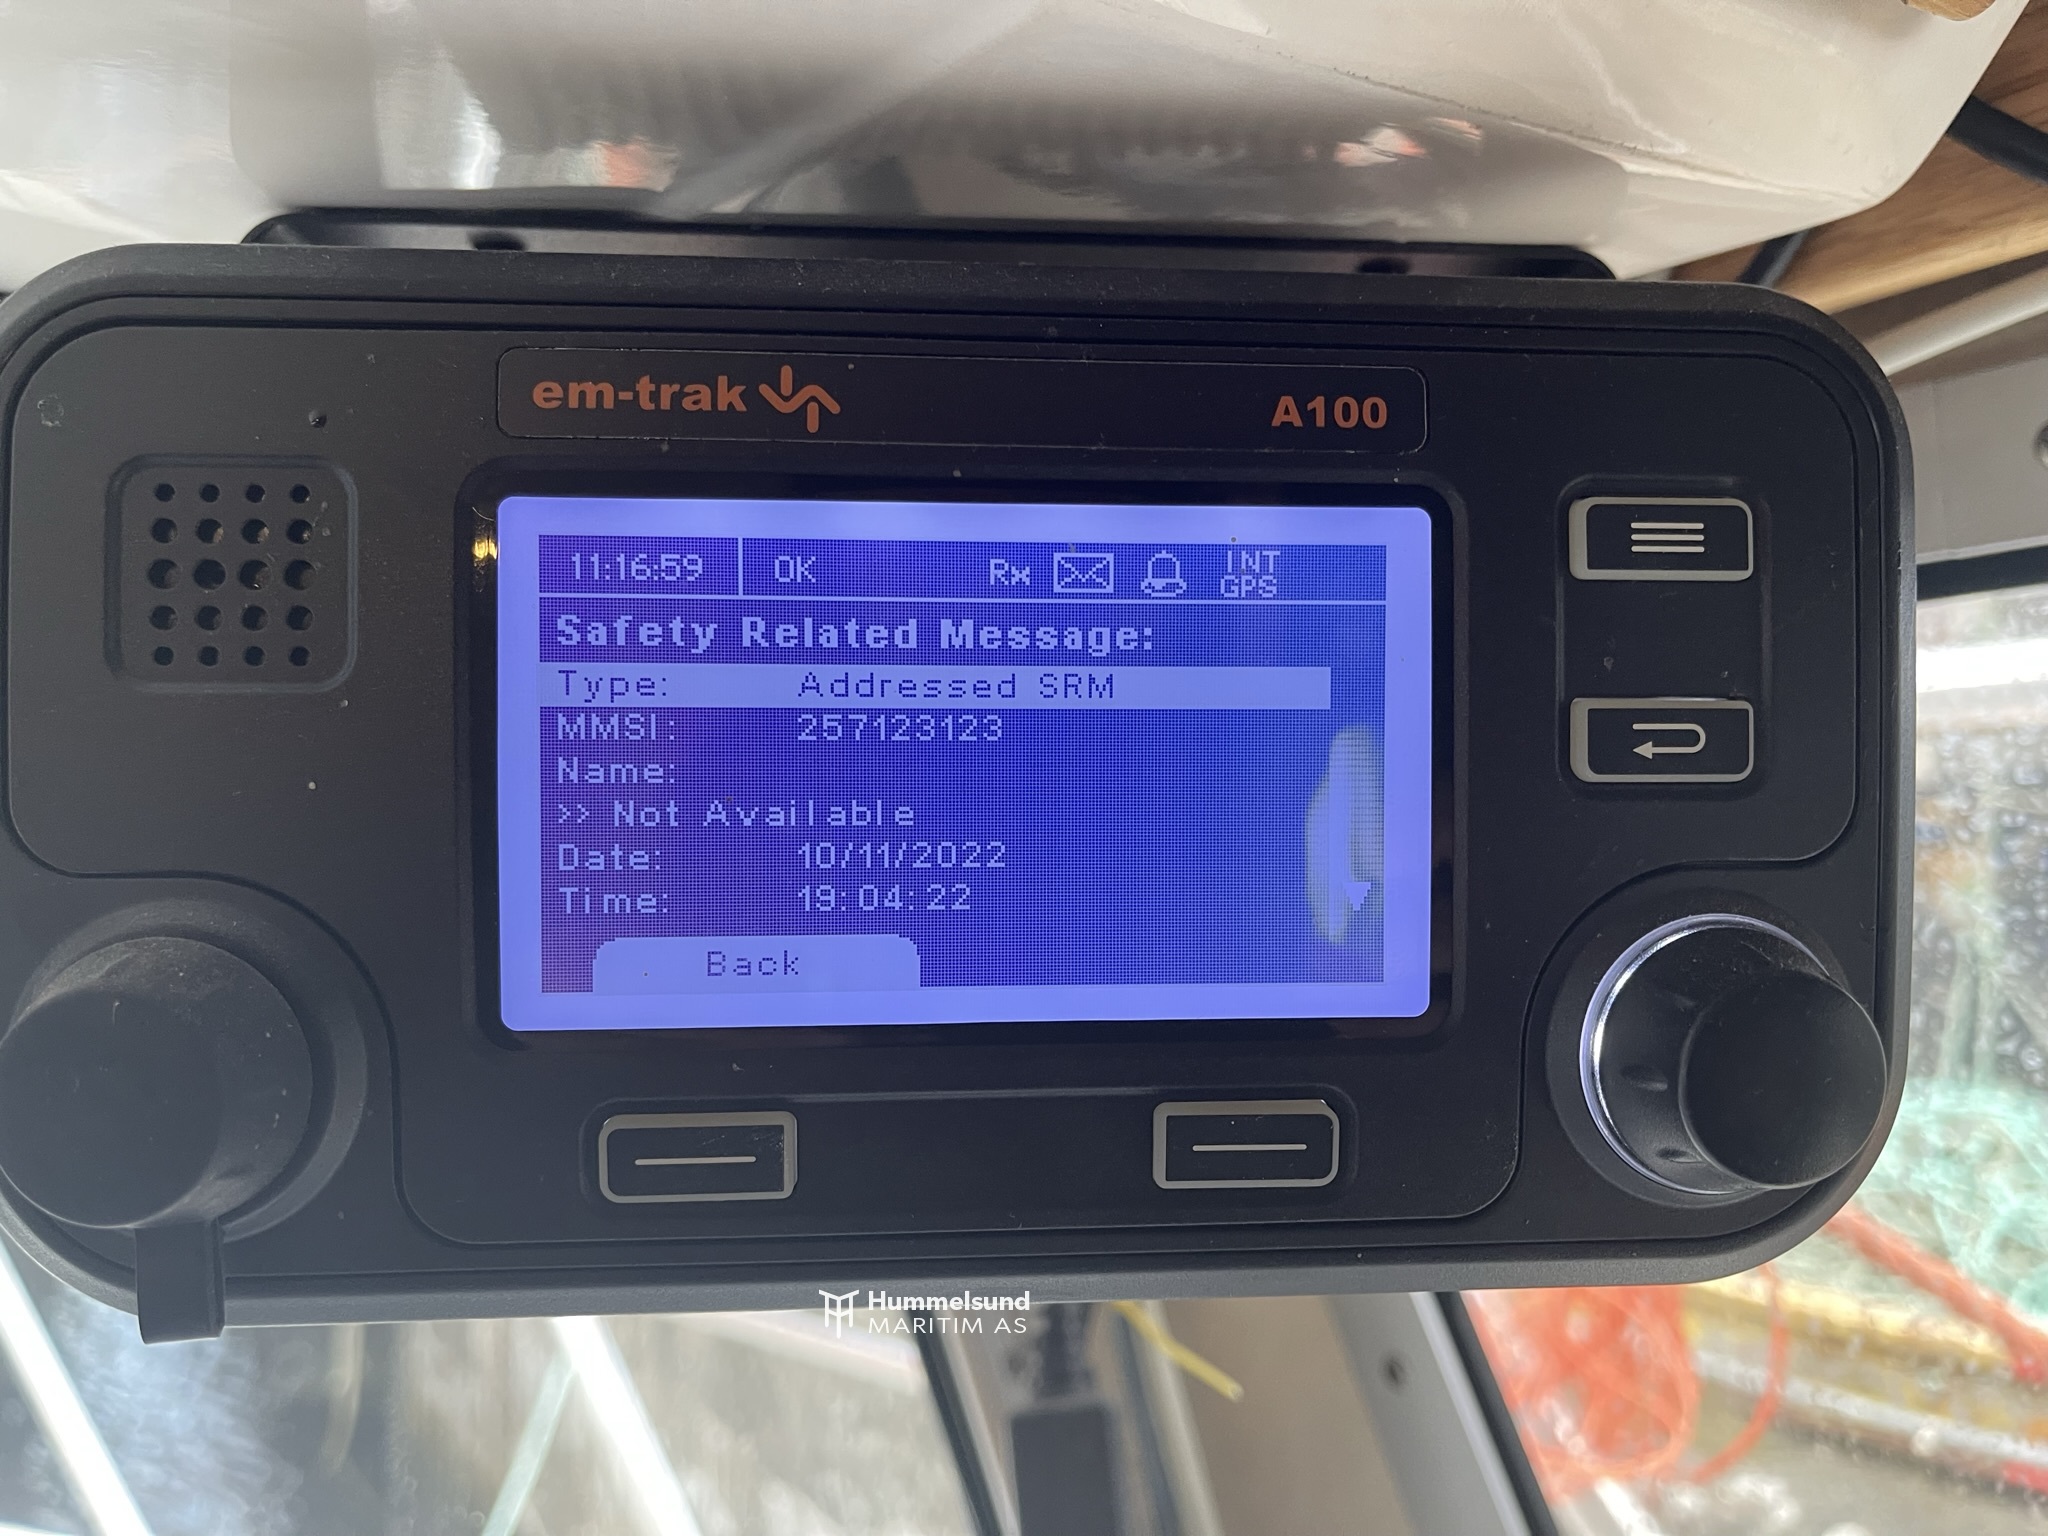 em-trak
A100
11:16:59 OK Rx INT GPS
Safety Related Message:
Type: Addressed SRM
MMSI: 257123123
Name:
>> Not Available
Date: 10/11/2022
Time: 19:04:22
Back
Hummelsund
MARITIM AS